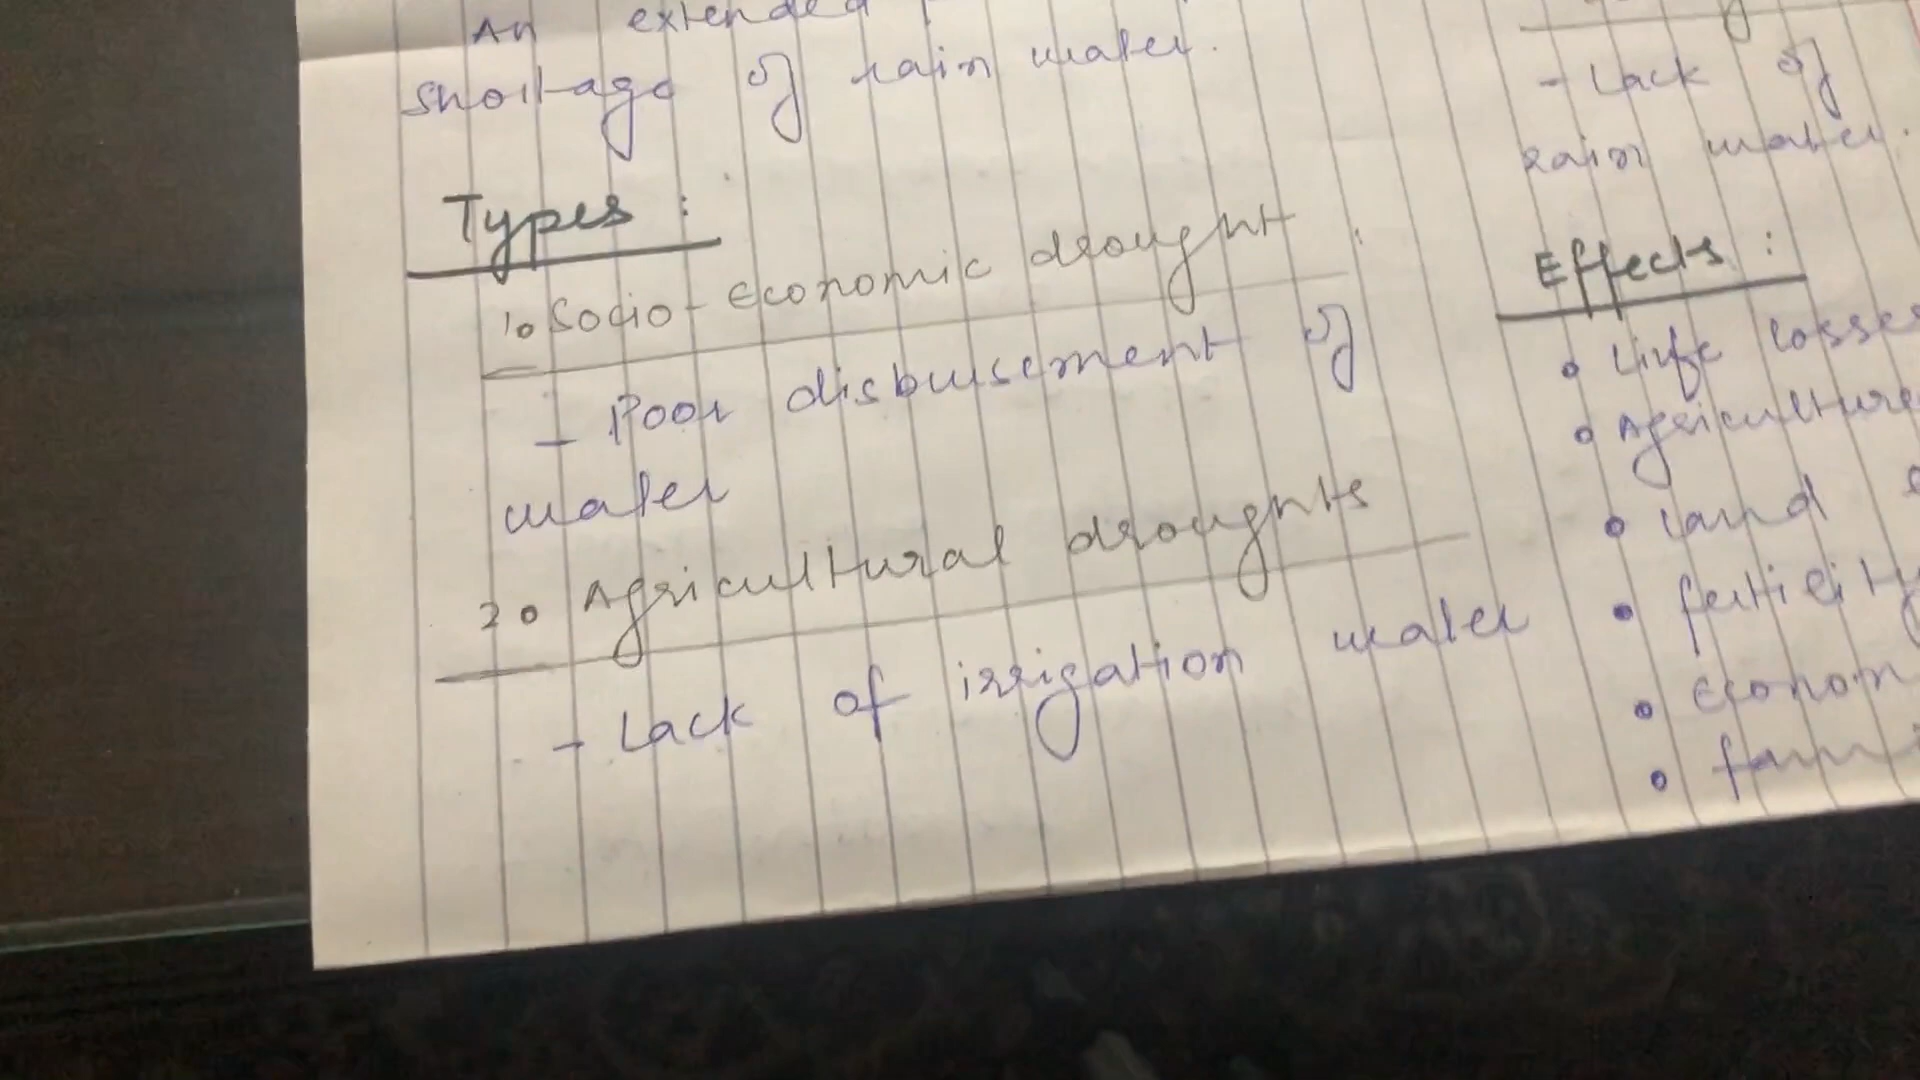 An extended
shortage of rain water.
Types :
1. Socio-Economic drought
- Poor disbursement of
water
2. Agricultural droughts
- Lack of irrigation water
- Lack of
rain water.
Effects :
• Life losses
• Agriculture
• land
• fertility
• econom
• fam